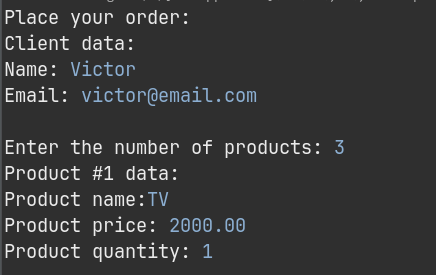 Place your order:
Client data:
Name: Victor
Email: victor@email.com
Enter the number of products: 3
Product #1 data:
Product name:TV
Product price: 2000.00
Product quantity: 1